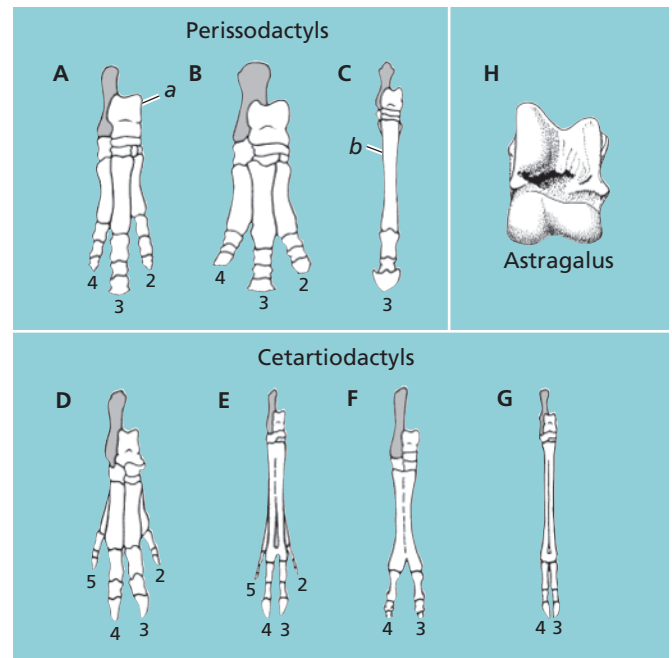 Perissodactyls
A B C H
a
b
4 3 2
4 3 2
3
Astragalus
Cetartiodactyls
D E F G
5 4 3 2
5 4 3 2
4 3
4 3